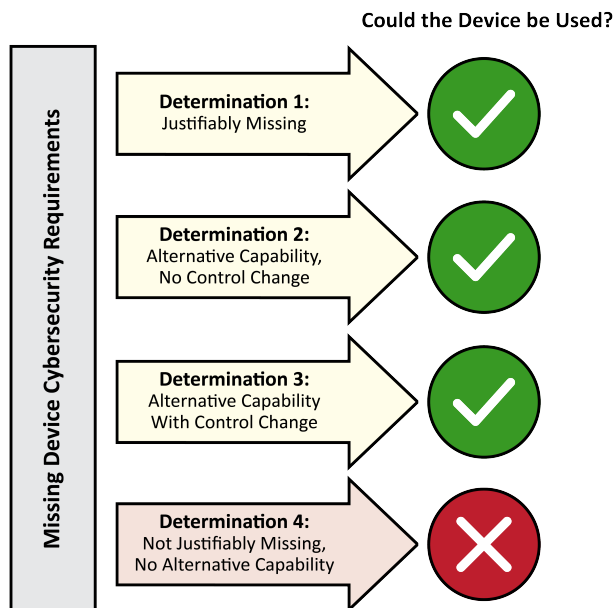 Could the Device be Used?
Missing Device Cybersecurity Requirements
Determination 1:
Justifiably Missing
Determination 2:
Alternative Capability,
No Control Change
Determination 3:
Alternative Capability
With Control Change
Determination 4:
Not Justifiably Missing,
No Alternative Capability